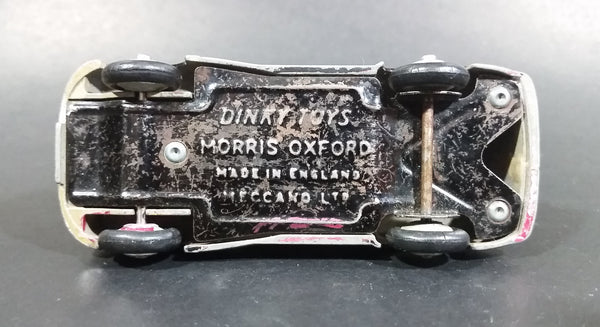 DINKY TOYS
MORRIS OXFORD
MADE IN ENGLAND
MECCANO LTD